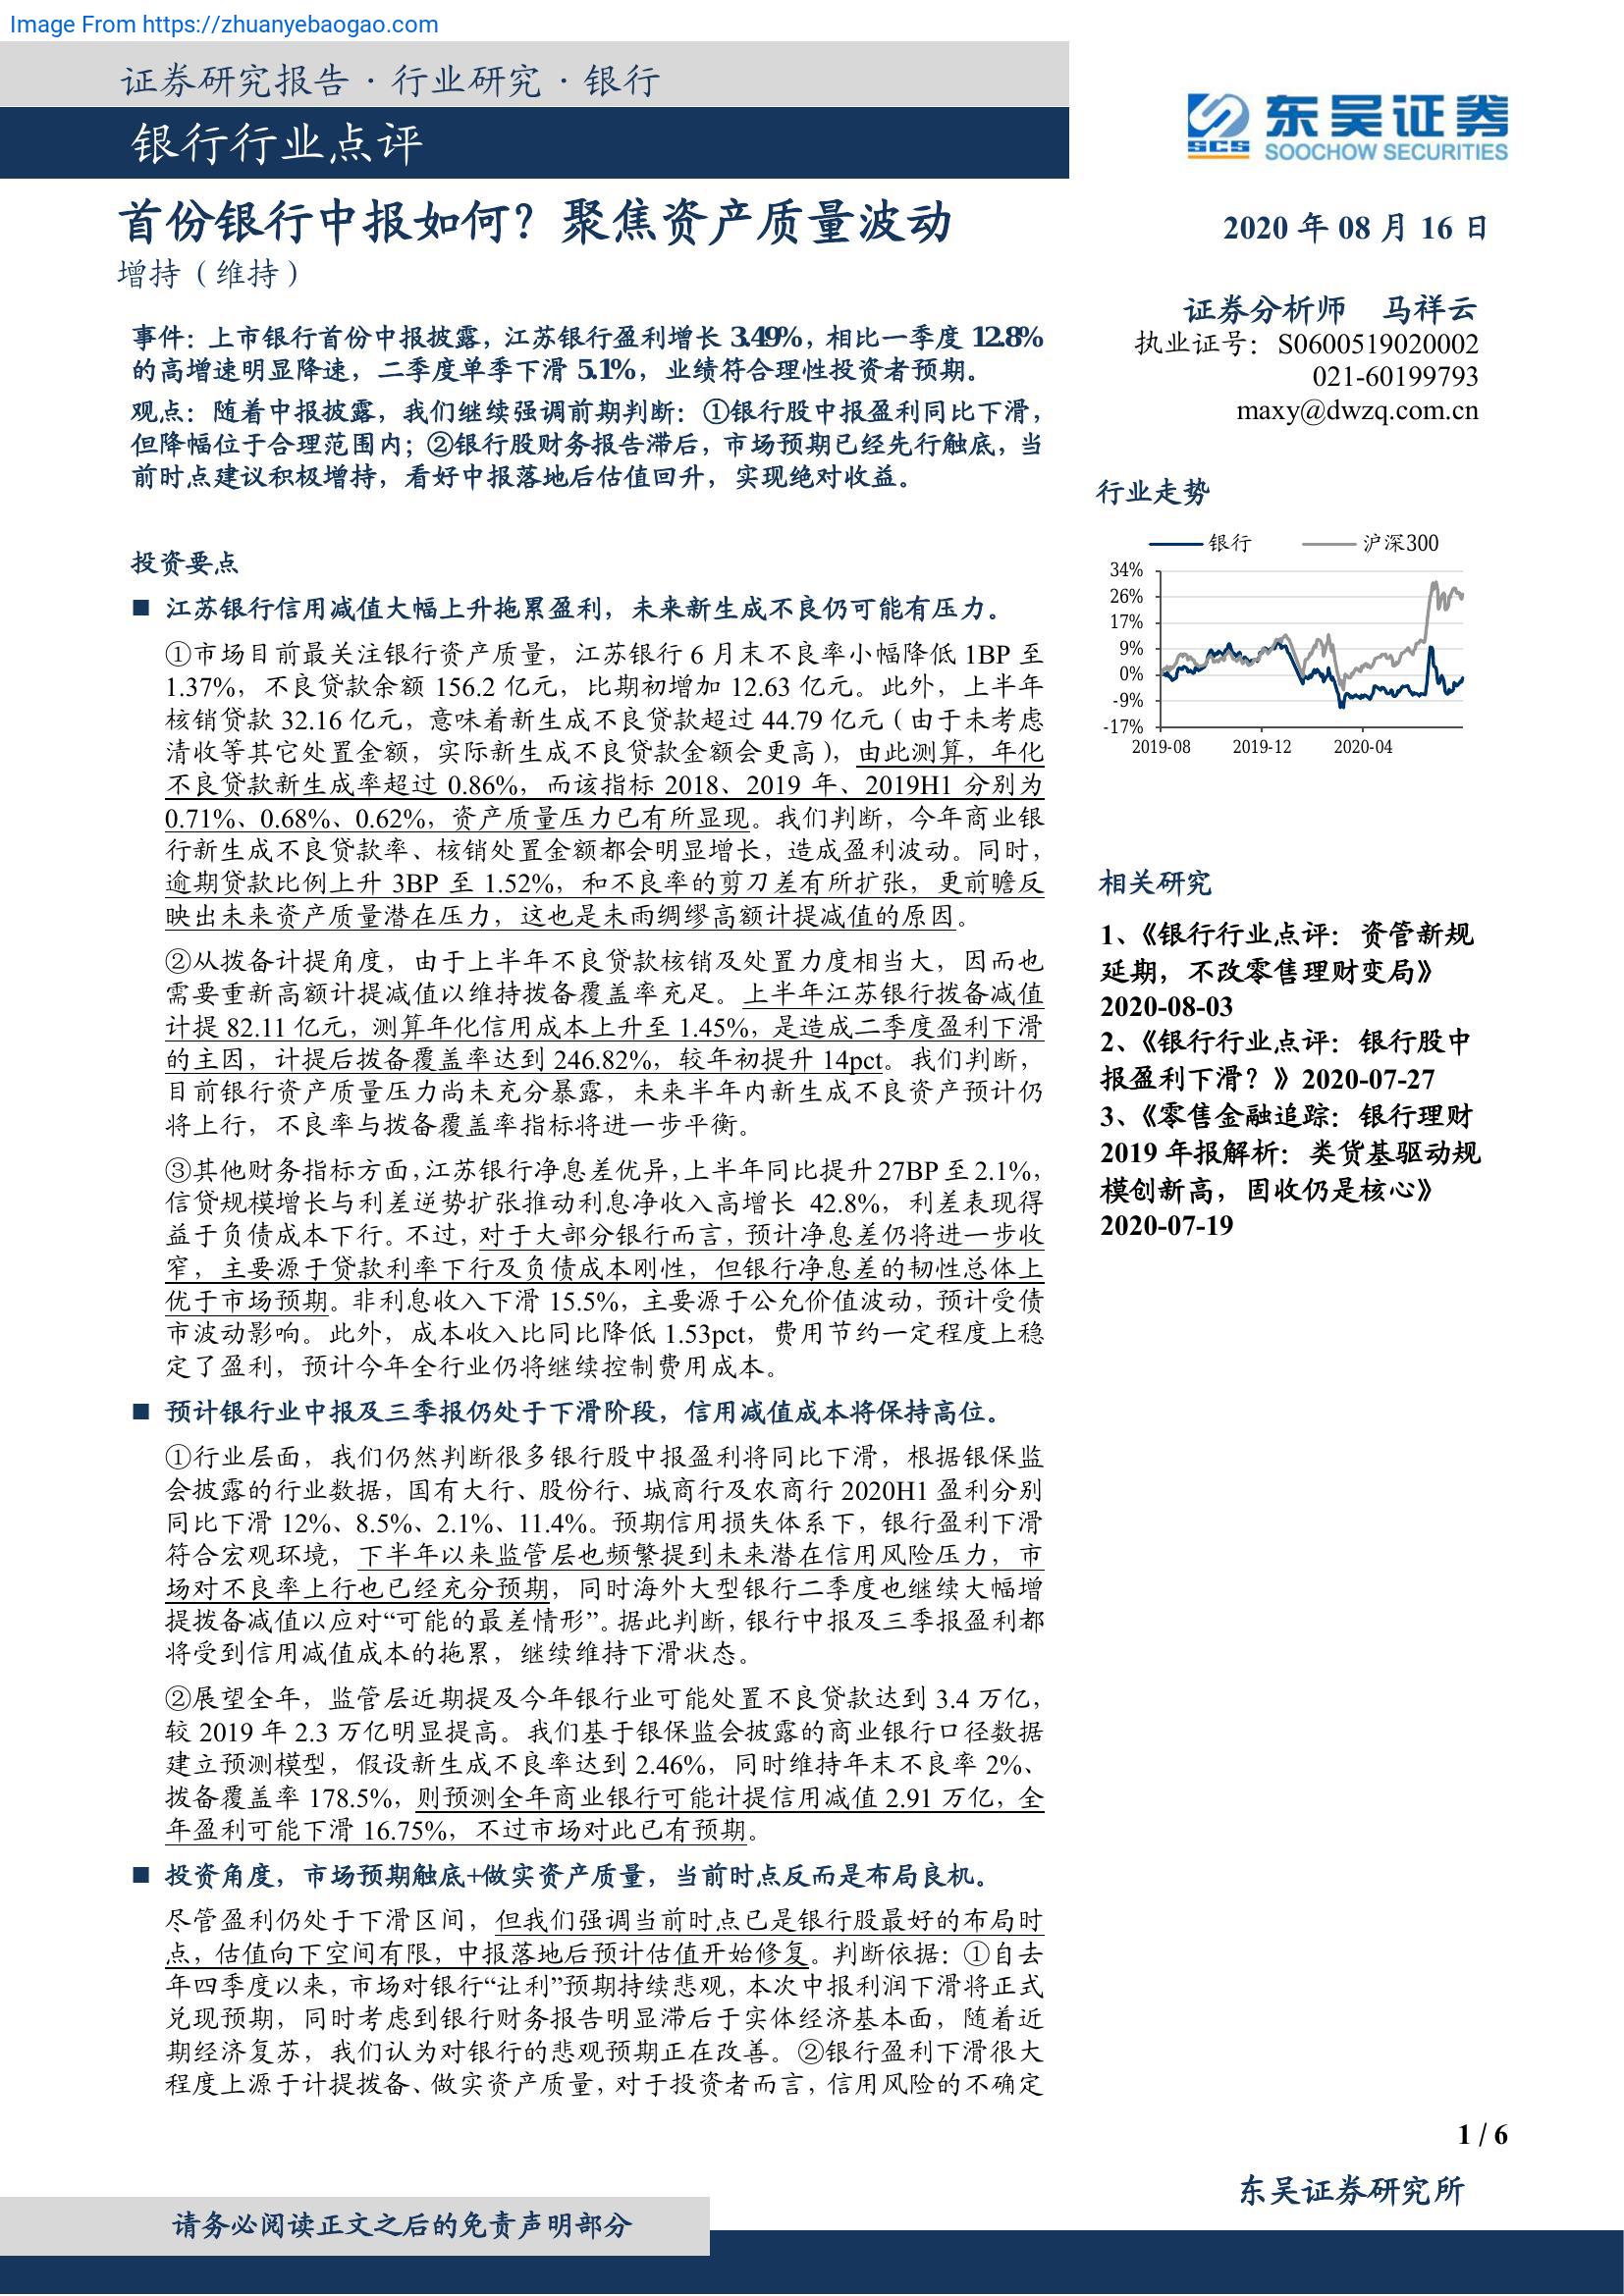 Image From https://zhuanyebaogao.com
证券研究报告·行业研究·银行
银行行业点评
SCS
东吴证券
SOOCHOW SECURITIES
首份银行中报如何？聚焦资产质量波动
增持（维持）
2020 年 08 月 16 日
证券分析师 马祥云
执业证号：S0600519020002
021-60199793
maxy@dwzq.com.cn
事件：上市银行首份中报披露，江苏银行盈利增长 3.49%，相比一季度 12.8%
的高增速明显降速，二季度单季下滑 5.1%，业绩符合理性投资者预期。
观点：随着中报披露，我们继续强调前期判断：①银行股中报盈利同比下滑，
但降幅位于合理范围内；②银行股财务报告滞后，市场预期已经先行触底，当
前时点建议积极增持，看好中报落地后估值回升，实现绝对收益。
投资要点
■ 江苏银行信用减值大幅上升拖累盈利，未来新生成不良仍可能有压力。
①市场目前最关注银行资产质量，江苏银行 6 月末不良率小幅降低 1BP 至
1.37%，不良贷款余额 156.2 亿元，比期初增加 12.63 亿元。此外，上半年
核销贷款 32.16 亿元，意味着新生成不良贷款超过 44.79 亿元（由于未考虑
清收等其它处置金额，实际新生成不良贷款金额会更高），由此测算，年化
不良贷款新生成率超过 0.86%，而该指标 2018、2019 年、2019H1 分别为
0.71%、0.68%、0.62%，资产质量压力已有所显现。我们判断，今年商业银
行新生成不良贷款率、核销处置金额都会明显增长，造成盈利波动。同时，
逾期贷款比例上升 3BP 至 1.52%，和不良率的剪刀差有所扩张，更前瞻反
映出未来资产质量潜在压力，这也是未雨绸缪高额计提减值的原因。
②从拨备计提角度，由于上半年不良贷款核销及处置力度相当大，因而也
需要重新高额计提减值以维持拨备覆盖率充足。上半年江苏银行拨备减值
计提 82.11 亿元，测算年化信用成本上升至 1.45%，是造成二季度盈利下滑
的主因，计提后拨备覆盖率达到 246.82%，较年初提升 14pct。我们判断，
目前银行资产质量压力尚未充分暴露，未来半年内新生成不良资产预计仍
将上行，不良率与拨备覆盖率指标将进一步平衡。
③其他财务指标方面，江苏银行净息差优异，上半年同比提升 27BP 至 2.1%，
信贷规模增长与利差逆势扩张推动利息净收入高增长 42.8%，利差表现得
益于负债成本下行。不过，对于大部分银行而言，预计净息差仍将进一步收
窄，主要源于贷款利率下行及负债成本刚性，但银行净息差的韧性总体上
优于市场预期。非利息收入下滑 15.5%，主要源于公允价值波动，预计受债
市波动影响。此外，成本收入比同比降低 1.53pct，费用节约一定程度上稳
定了盈利，预计今年全行业仍将继续控制费用成本。
■ 预计银行业中报及三季报仍处于下滑阶段，信用减值成本将保持高位。
①行业层面，我们仍然判断很多银行股中报盈利将同比下滑，根据银保监
会披露的行业数据，国有大行、股份行、城商行及农商行 2020H1 盈利分别
同比下滑 12%、8.5%、2.1%、11.4%。预期信用损失体系下，银行盈利下滑
符合宏观环境，下半年以来监管层也频繁提到未来潜在信用风险压力，市
场对不良率上行也已经充分预期，同时海外大型银行二季度也继续大幅增
提拨备减值以应对“可能的最差情形”。据此判断，银行中报及三季报盈利都
将受到信用减值成本的拖累，继续维持下滑状态。
②展望全年，监管层近期提及今年银行业可能处置不良贷款达到 3.4 万亿，
较 2019 年 2.3 万亿明显提高。我们基于银保监会披露的商业银行口径数据
建立预测模型，假设新生成不良率达到 2.46%，同时维持年末不良率 2%、
拨备覆盖率 178.5%，则预测全年商业银行可能计提信用减值 2.91 万亿，全
年盈利可能下滑 16.75%，不过市场对此已有预期。
■ 投资角度，市场预期触底+做实资产质量，当前时点反而是布局良机。
尽管盈利仍处于下滑区间，但我们强调当前时点已是银行股最好的布局时
点，估值向下空间有限，中报落地后预计估值开始修复。判断依据：①自去
年四季度以来，市场对银行“让利”预期持续悲观，本次中报利润下滑将正式
兑现预期，同时考虑到银行财务报告明显滞后于实体经济基本面，随着近
期经济复苏，我们认为对银行的悲观预期正在改善。②银行盈利下滑很大
程度上源于计提拨备、做实资产质量，对于投资者而言，信用风险的不确定
行业走势
银行 沪深300
34%
26%
17%
9%
0%
-9%
-17%
2019-08 2019-12 2020-04
相关研究
1、《银行行业点评：资管新规
延期，不改零售理财变局》
2020-08-03
2、《银行行业点评：银行股中
报盈利下滑？》2020-07-27
3、《零售金融追踪：银行理财
2019 年报解析：类货基驱动规
模创新高，固收仍是核心》
2020-07-19
1 / 6
东吴证券研究所
请务必阅读正文之后的免责声明部分